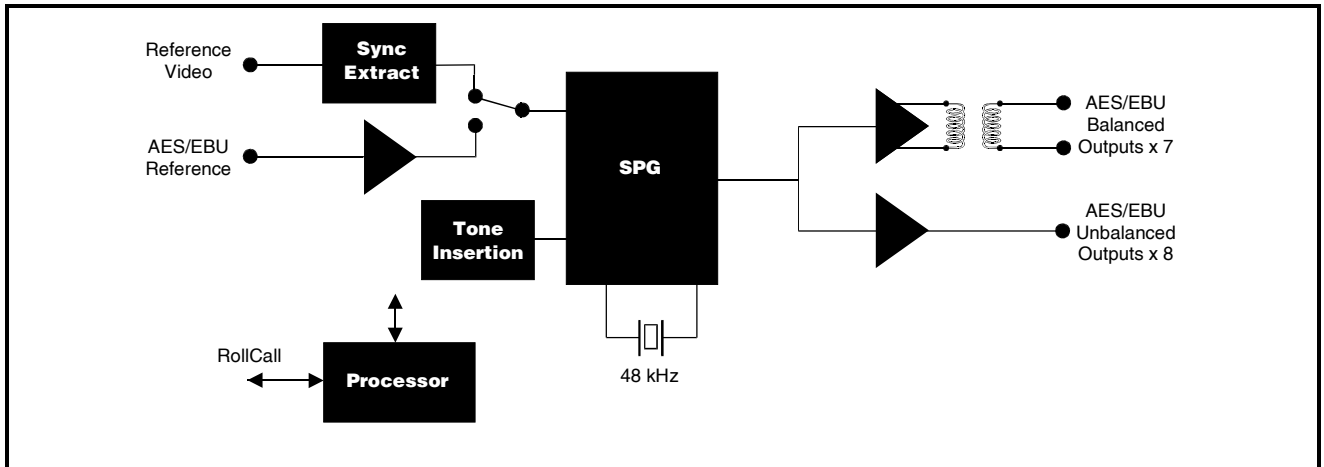 Reference
Video
Sync
Extract
AES/EBU
Reference
Tone
Insertion
SPG
48 kHz
RollCall
Processor
AES/EBU
Balanced
Outputs x 7
AES/EBU
Unbalanced
Outputs x 8